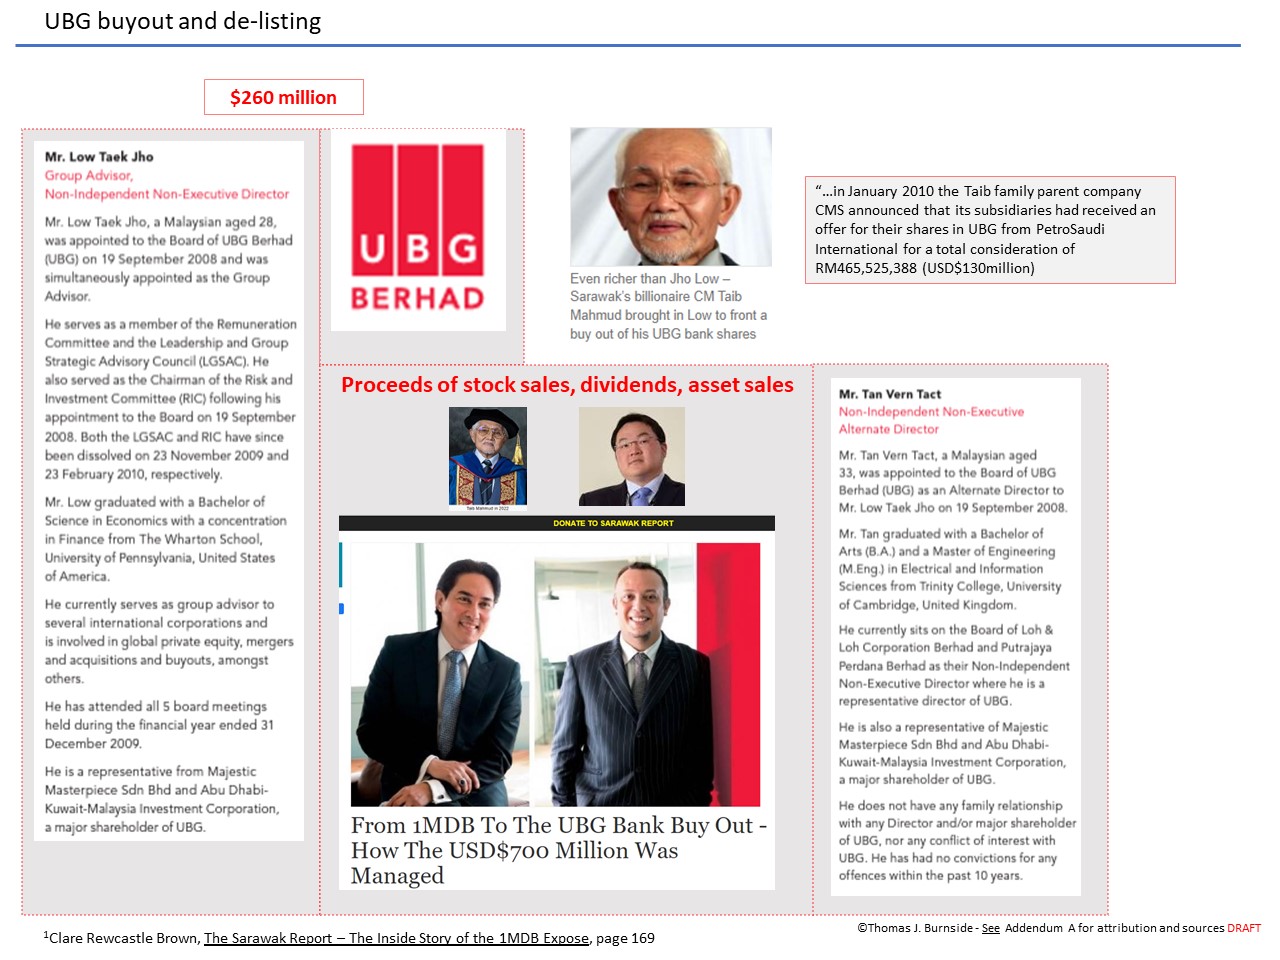 UBG buyout and de-listing
$260 million
Mr. Low Taek Jho
Group Advisor,
Non-Independent Non-Executive Director
Mr. Low Taek Jho, a Malaysian aged 28,
was appointed to the Board of UBG Berhad
(UBG) on 19 September 2008 and was
simultaneously appointed as the Group
Advisor.
He serves as a member of the Remuneration
Committee and the Leadership and Group
Strategic Advisory Council (LGSAC). He
also served as the Chairman of the Risk and
Investment Committee (RIC) following his
appointment to the Board on 19 September
2008. Both the LGSAC and RIC have since
been dissolved on 23 November 2009 and
23 February 2010, respectively.
Mr. Low graduated with a Bachelor of
Science in Economics with a concentration
in Finance from The Wharton School,
University of Pennsylvania, United States
of America.
He currently serves as group advisor to
several international corporations and
is involved in global private equity, mergers
and acquisitions and buyouts, amongst
others.
He has attended all 5 board meetings
held during the financial year ended 31
December 2009.
He is a representative from Majestic
Masterpiece Sdn Bhd and Abu Dhabi-
Kuwait-Malaysia Investment Corporation,
a major shareholder of UBG.
UBG
BERHAD
Even richer than Jho Low –
Sarawak's billionaire CM Taib
Mahmud brought in Low to front a
buy out of his UBG bank shares
“…in January 2010 the Taib family parent company
CMS announced that its subsidiaries had received an
offer for their shares in UBG from PetroSaudi
International for a total consideration of
RM465,525,388 (USD$130million)
Proceeds of stock sales, dividends, asset sales
Taib Mahmud in 2022
DONATE TO SARAWAK REPORT
From 1MDB To The UBG Bank Buy Out -
How The USD$700 Million Was
Managed
Mr. Tan Vern Tact
Non-Independent Non-Executive
Alternate Director
Mr. Tan Vern Tact, a Malaysian aged
33, was appointed to the Board of UBG
Berhad (UBG) as an Alternate Director to
Mr. Low Taek Jho on 19 September 2008.
Mr. Tan graduated with a Bachelor of
Arts (B.A.) and a Master of Engineering
(M.Eng.) in Electrical and Information
Sciences from Trinity College, University
of Cambridge, United Kingdom.
He currently sits on the Board of Loh &
Loh Corporation Berhad and Putrajaya
Perdana Berhad as their Non-Independent
Non-Executive Director where he is a
representative director of UBG.
He is also a representative of Majestic
Masterpiece Sdn Bhd and Abu Dhabi-
Kuwait-Malaysia Investment Corporation,
a major shareholder of UBG.
He does not have any family relationship
with any Director and/or major shareholder
of UBG, nor any conflict of interest with
UBG. He has had no convictions for any
offences within the past 10 years.
1Clare Rewcastle Brown, The Sarawak Report – The Inside Story of the 1MDB Expose, page 169
©Thomas J. Burnside - See Addendum A for attribution and sources DRAFT